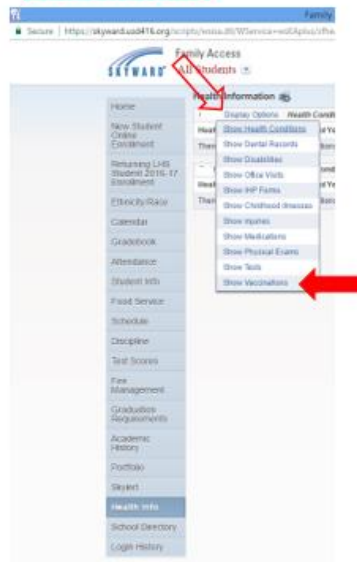 Family
Secure | https://skyward.usd416.org/scripts/wsisa.dll/WService=wsEAplus/sfhea
Family Access
SKYWARD
All Students
Health Information
Display Options Health Condit
Show Health Conditions
Show Dental Records
Show Disabilities
Show Office Visits
Show IHP Forms
Show Childhood Illnesses
Show Injuries
Show Medications
Show Physical Exams
Show Tests
Show Vaccinations
Home
New Student
Online
Enrollment
Returning LHS
Student 2016-17
Enrollment
Ethnicity/Race
Calendar
Gradebook
Attendance
Student Info
Food Service
Schedule
Discipline
Test Scores
Fee
Management
Graduation
Requirements
Academic
History
Portfolio
Skylert
Health Info
School Directory
Login History